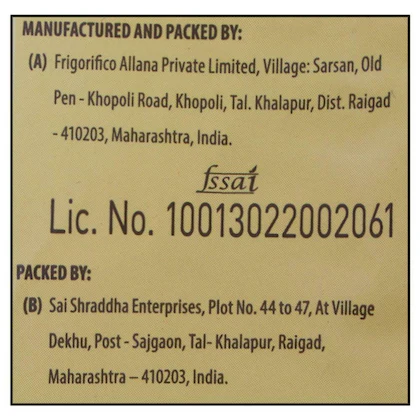 MANUFACTURED AND PACKED BY:
(A) Frigorifico Allana Private Limited, Village: Sarsan, Old
Pen - Khopoli Road, Khopoli, Tal. Khalapur, Dist. Raigad
- 410203, Maharashtra, India.
fssai
Lic. No. 10013022002061
PACKED BY:
(B) Sai Shraddha Enterprises, Plot No. 44 to 47, At Village
Dekhu, Post - Sajgaon, Tal- Khalapur, Raigad,
Maharashtra – 410203, India.